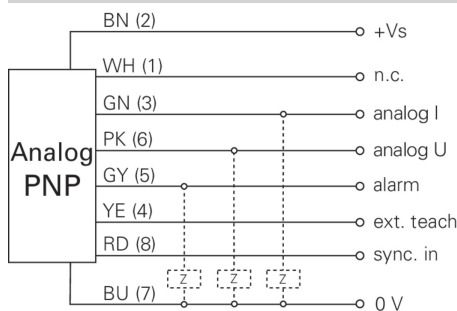 BN (2)
+Vs
WH (1)
n.c.
GN (3)
analog I
PK (6)
analog U
Analog
PNP
GY (5)
alarm
YE (4)
ext. teach
RD (8)
sync. in
Z Z Z
BU (7)
0 V